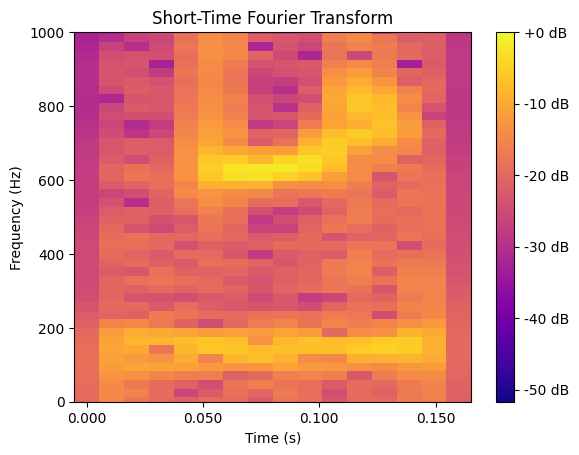 Short-Time Fourier Transform
1000
800
600
400
200
0
Frequency (Hz)
0.000
0.050
0.100
0.150
Time (s)
+0 dB
-10 dB
-20 dB
-30 dB
-40 dB
-50 dB